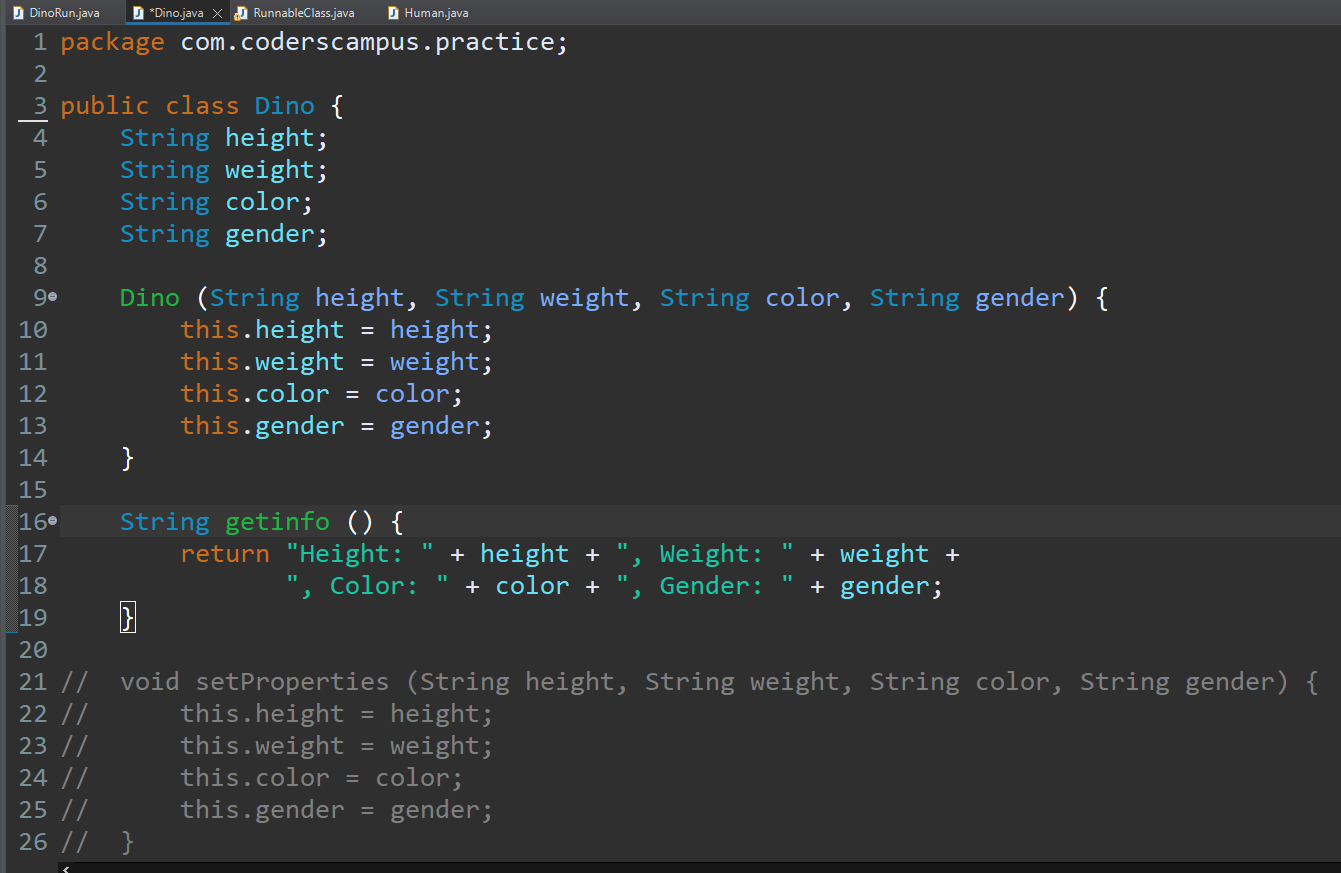 DinoRun.java *Dino.java RunnableClass.java Human.java
1 package com.coderscampus.practice;
2
3 public class Dino {
4     String height;
5     String weight;
6     String color;
7     String gender;
8
9     Dino (String height, String weight, String color, String gender) {
10         this.height = height;
11         this.weight = weight;
12         this.color = color;
13         this.gender = gender;
14     }
15
16     String getinfo () {
17         return "Height: " + height + ", Weight: " + weight +
18                ", Color: " + color + ", Gender: " + gender;
19     }
20
21 //  void setProperties (String height, String weight, String color, String gender) {
22 //      this.height = height;
23 //      this.weight = weight;
24 //      this.color = color;
25 //      this.gender = gender;
26 //  }